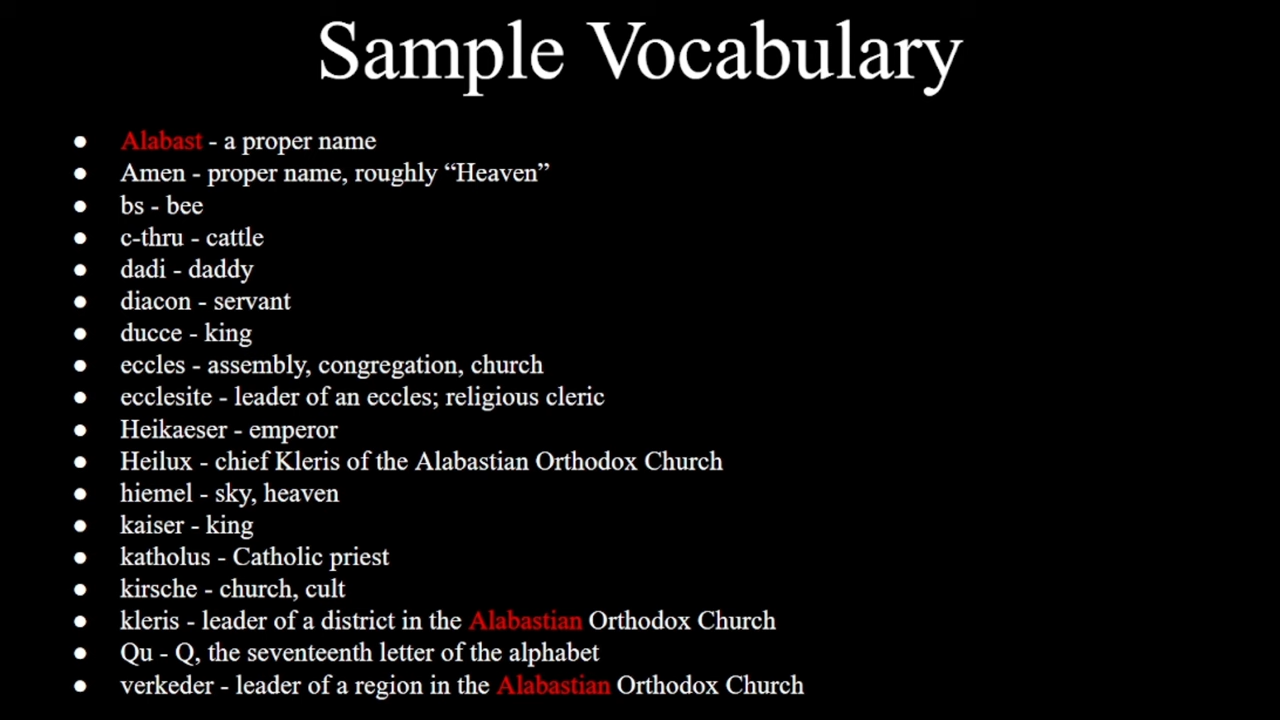 Sample Vocabulary
● Alabast - a proper name
● Amen - proper name, roughly “Heaven”
● bs - bee
● c-thru - cattle
● dadi - daddy
● diacon - servant
● ducce - king
● eccles - assembly, congregation, church
● ecclesite - leader of an eccles; religious cleric
● Heikaeser - emperor
● Heilux - chief Kleris of the Alabastian Orthodox Church
● hiemel - sky, heaven
● kaiser - king
● katholus - Catholic priest
● kirsche - church, cult
● kleris - leader of a district in the Alabastian Orthodox Church
● Qu - Q, the seventeenth letter of the alphabet
● verkeder - leader of a region in the Alabastian Orthodox Church